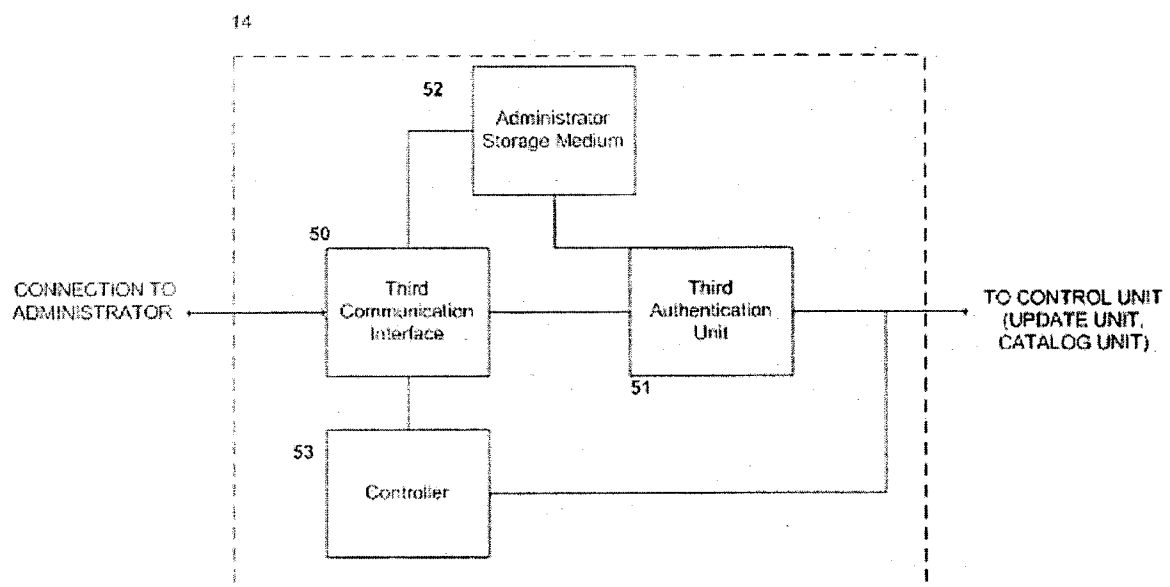 14
52
Administrator
Storage Medium
50
Third
Communication
Interface
Third
Authentication
Unit
51
CONNECTION TO
ADMINISTRATOR
TO CONTROL UNIT
(UPDATE UNIT,
CATALOG UNIT)
53
Controller